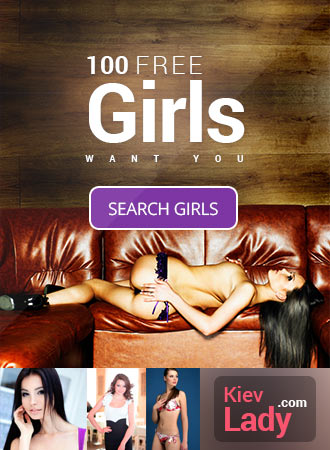 100 FREE
Girls
WANT YOU
SEARCH GIRLS
Kiev
Lady
.com